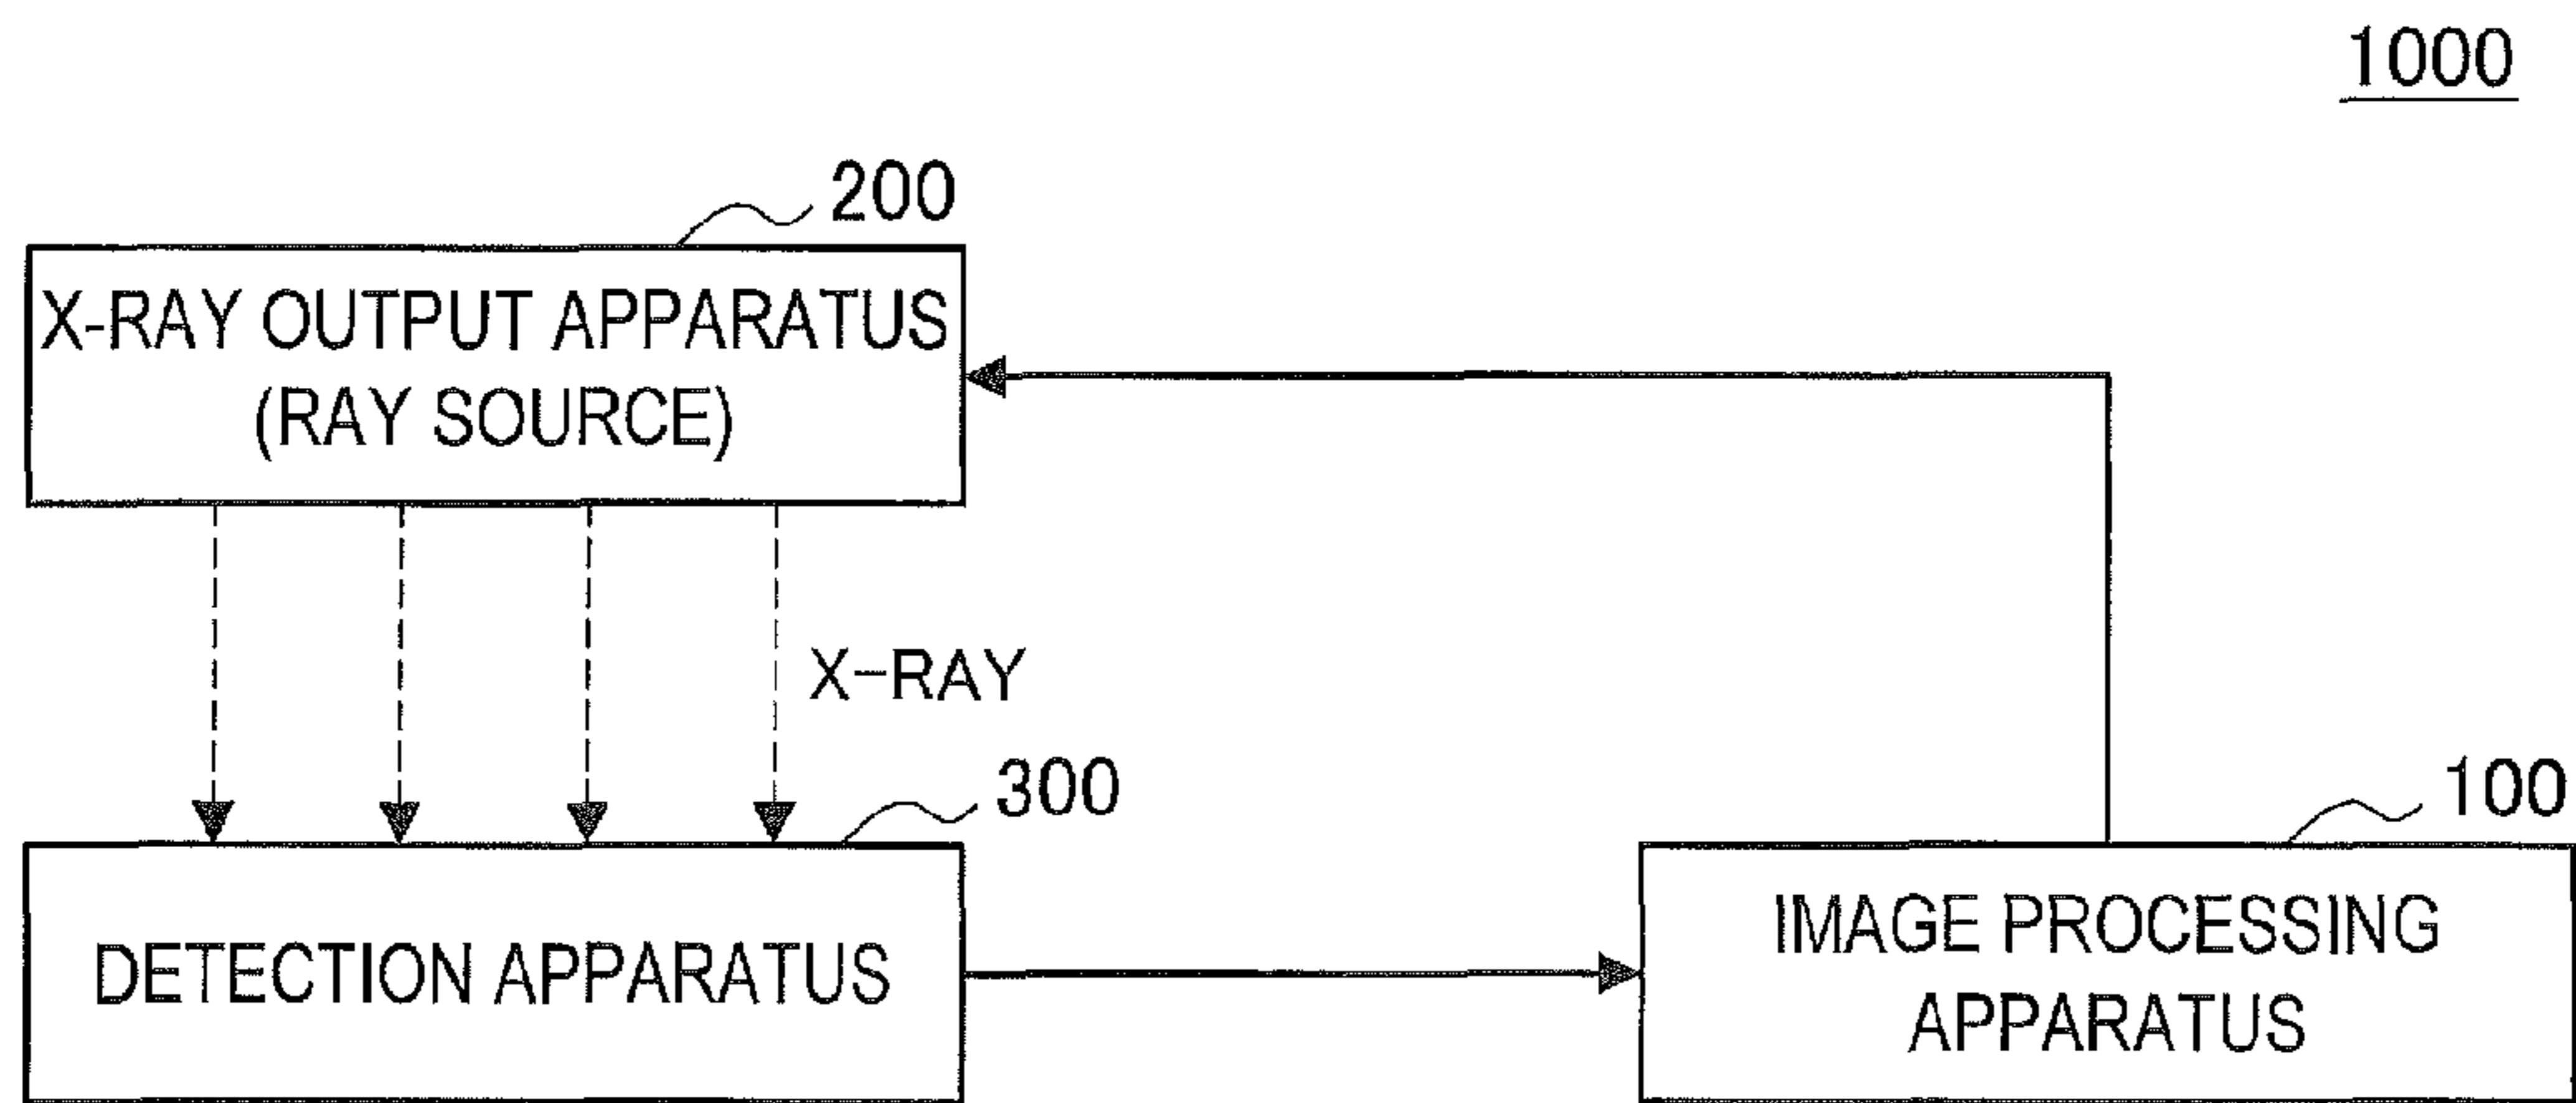 1000
200
X-RAY OUTPUT APPARATUS
(RAY SOURCE)
X-RAY
300
100
DETECTION APPARATUS
IMAGE PROCESSING
APPARATUS